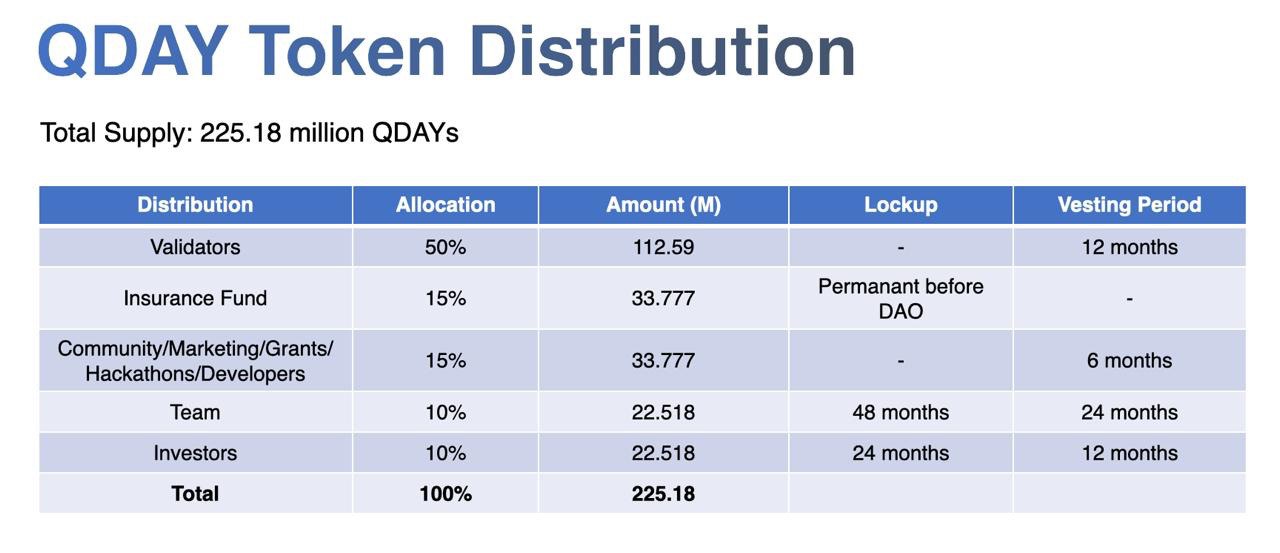 QDAY Token Distribution
Total Supply: 225.18 million QDAYs
Distribution Allocation Amount (M) Lockup Vesting Period
Validators 50% 112.59 - 12 months
Insurance Fund 15% 33.777 Permanant before DAO -
Community/Marketing/Grants/
Hackathons/Developers 15% 33.777 - 6 months
Team 10% 22.518 48 months 24 months
Investors 10% 22.518 24 months 12 months
Total 100% 225.18